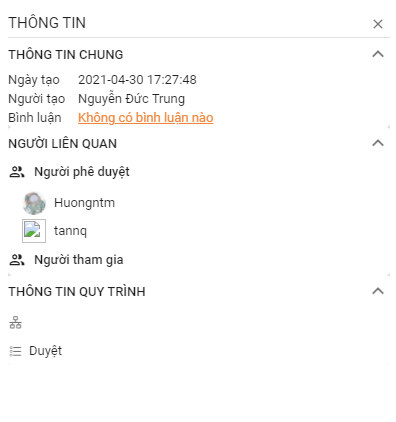 THÔNG TIN
THÔNG TIN CHUNG
Ngày tạo 2021-04-30 17:27:48
Người tạo Nguyễn Đức Trung
Bình luận Không có bình luận nào
NGƯỜI LIÊN QUAN
Người phê duyệt
Huongntm
tannq
Người tham gia
THÔNG TIN QUY TRÌNH
Duyệt